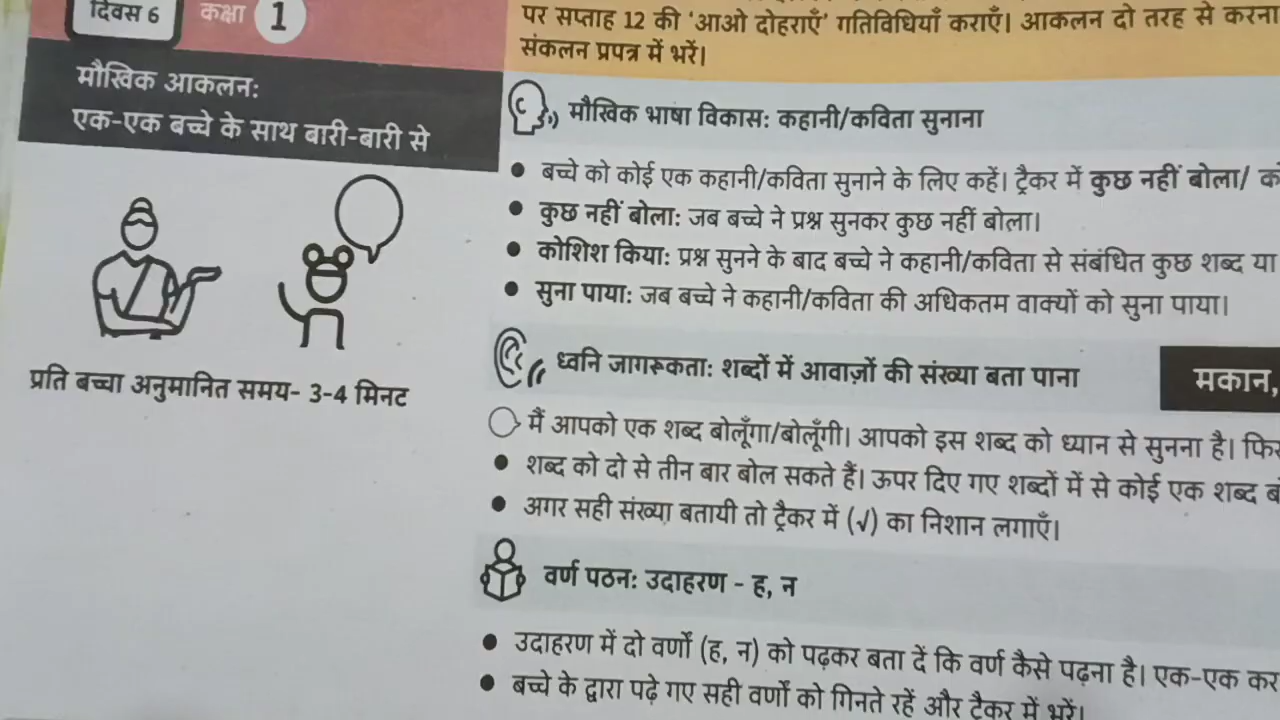 दिवस 6 कक्षा 1
पर सप्ताह 12 की 'आओ दोहराएँ' गतिविधियाँ कराएँ। आकलन दो तरह से करना
संकलन प्रपत्र में भरें।
मौखिक आकलन:
एक-एक बच्चे के साथ बारी-बारी से
प्रति बच्चा अनुमानित समय- 3-4 मिनट
मौखिक भाषा विकास: कहानी/कविता सुनाना
• बच्चे को कोई एक कहानी/कविता सुनाने के लिए कहें। ट्रैकर में कुछ नहीं बोला/
• कुछ नहीं बोला: जब बच्चे ने प्रश्न सुनकर कुछ नहीं बोला।
• कोशिश किया: प्रश्न सुनने के बाद बच्चे ने कहानी/कविता से संबंधित कुछ शब्द या
• सुना पाया: जब बच्चे ने कहानी/कविता की अधिकतम वाक्यों को सुना पाया।
ध्वनि जागरूकता: शब्दों में आवाज़ों की संख्या बता पाना
मकान,
मैं आपको एक शब्द बोलूँगा/बोलूँगी। आपको इस शब्द को ध्यान से सुनना है।
• शब्द को दो से तीन बार बोल सकते हैं। ऊपर दिए गए शब्दों में से कोई एक शब्द
• अगर सही संख्या बतायी तो ट्रैकर में (√) का निशान लगाएँ।
वर्ण पठन: उदाहरण - ह, न
• उदाहरण में दो वर्णों (ह, न) को पढ़कर बता दें कि वर्ण कैसे पढ़ना है। एक-एक कर
• बच्चे के द्वारा पढ़े गए सही वर्णों को गिनते रहें और ट्रैकर में भरें।